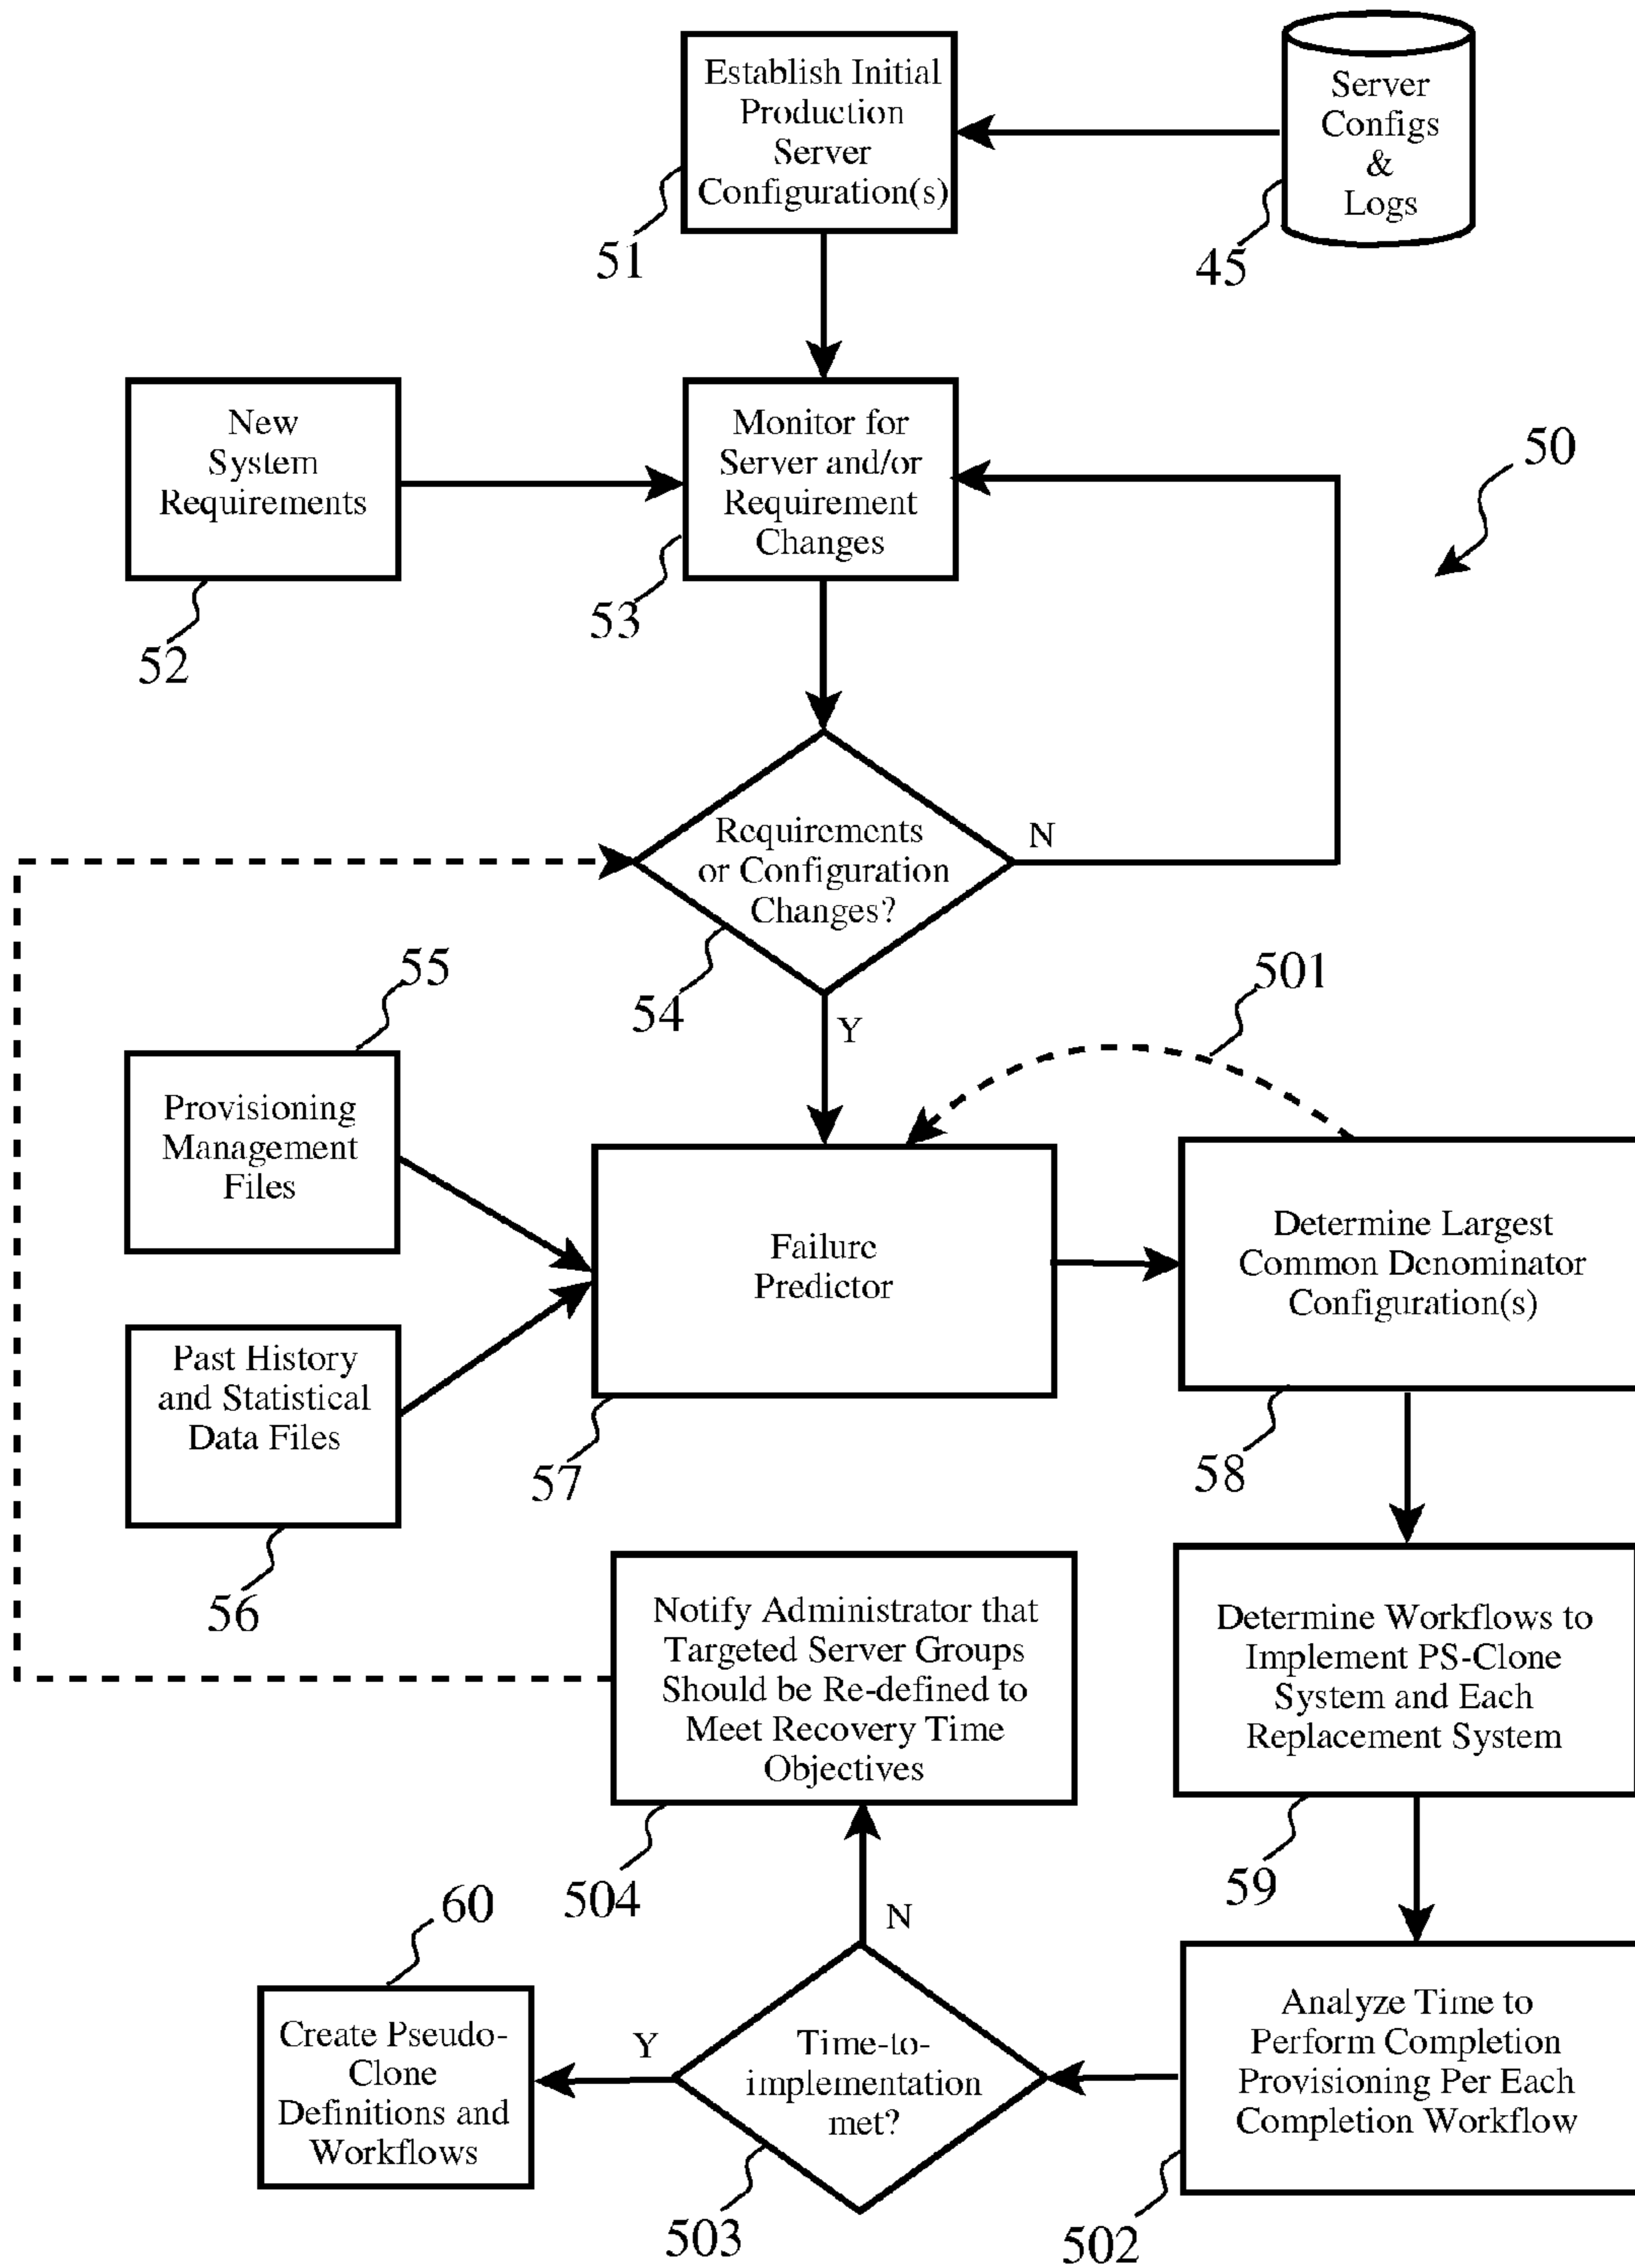 Establish Initial
Production
Server
Configuration(s)
51
Server
Configs
&
Logs
45
New
System
Requirements
52
Monitor for
Server and/or
Requirement
Changes
53
50
Requirements
or Configuration
Changes?
N
54
Y
55
Provisioning
Management
Files
501
Failure
Predictor
57
Determine Largest
Common Denominator
Configuration(s)
58
Past History
and Statistical
Data Files
56
Notify Administrator that
Targeted Server Groups
Should be Re-defined to
Meet Recovery Time
Objectives
504
Determine Workflows to
Implement PS-Clone
System and Each
Replacement System
59
60
Create Pseudo-
Clone
Definitions and
Workflows
Y
N
Time-to-
implementation
met?
503
Analyze Time to
Perform Completion
Provisioning Per Each
Completion Workflow
502